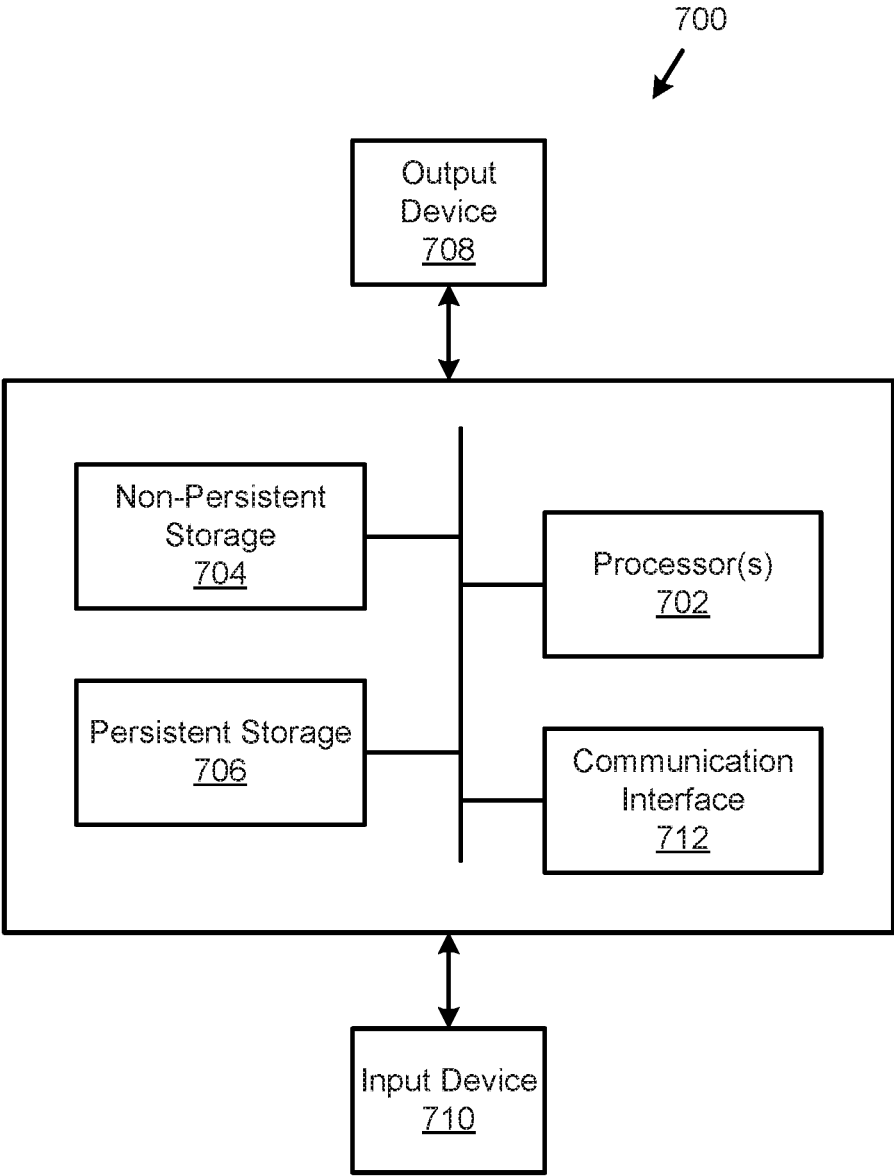 700
Output
Device
708
Non-Persistent
Storage
704
Processor(s)
702
Persistent Storage
706
Communication
Interface
712
Input Device
710